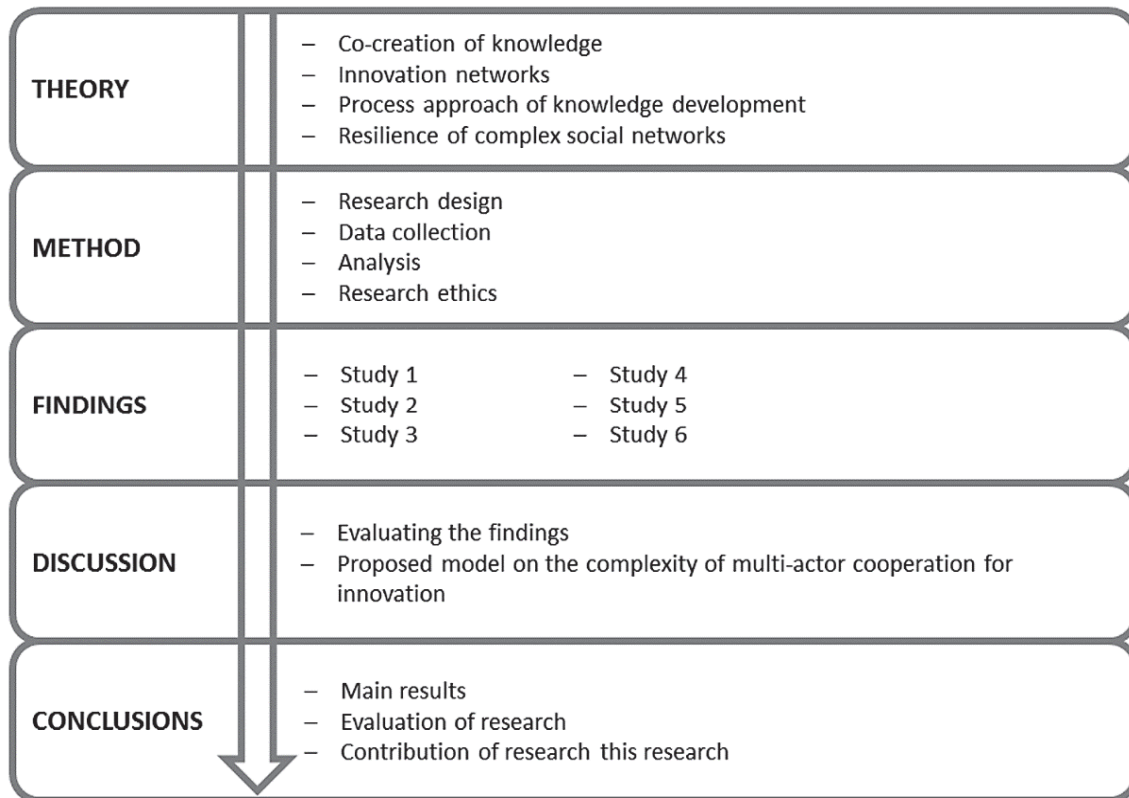 THEORY
– Co-creation of knowledge
– Innovation networks
– Process approach of knowledge development
– Resilience of complex social networks
METHOD
– Research design
– Data collection
– Analysis
– Research ethics
FINDINGS
– Study 1
– Study 2
– Study 3
– Study 4
– Study 5
– Study 6
DISCUSSION
– Evaluating the findings
– Proposed model on the complexity of multi-actor cooperation for
innovation
CONCLUSIONS
– Main results
– Evaluation of research
– Contribution of research this research